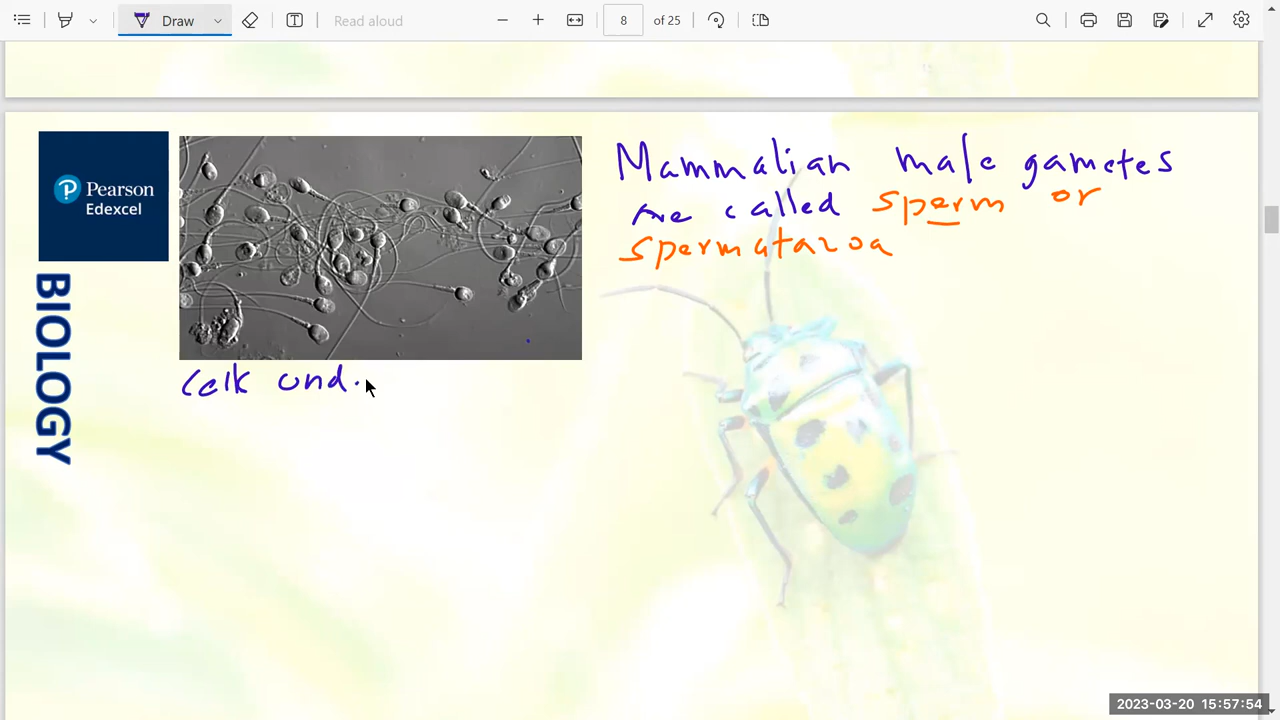 Draw
Read aloud
8
of 25
Pearson
Edexcel
BIOLOGY
Mammalian male gametes
are called sperm or
spermatazoa
Cells und.
2023-03-20 15:57:54